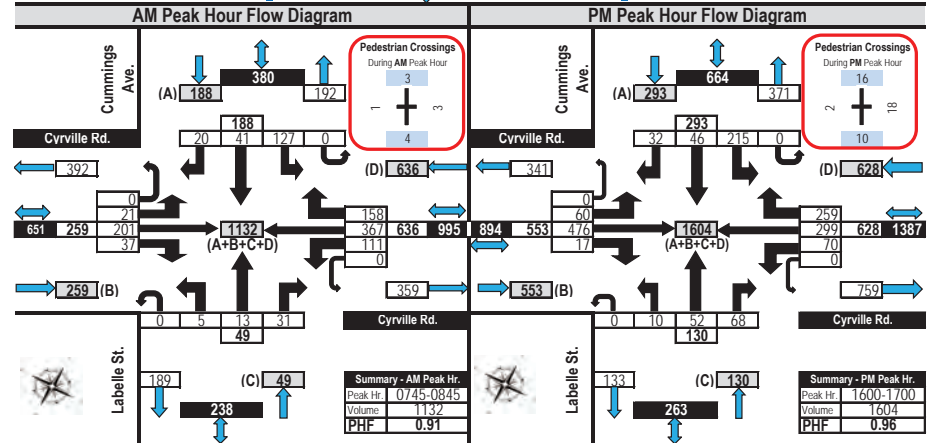 AM Peak Hour Flow Diagram
Cummings Ave.
Cyrville Rd.
380
(A) 188
192
Pedestrian Crossings
During AM Peak Hour
3
1
3
4
188
20 41 127 0
392
(D) 636
0
21
201
37
651 259
1132
(A+B+C+D)
158
367
111
0
636 995
259 (B)
359
0 5 13 31
49
Cyrville Rd.
Labelle St.
189
(C) 49
238
Summary - AM Peak Hr.
Peak Hr. 0745-0845
Volume 1132
PHF 0.91
PM Peak Hour Flow Diagram
Cummings Ave.
Cyrville Rd.
664
(A) 293
371
Pedestrian Crossings
During PM Peak Hour
16
2
18
10
293
32 46 215 0
341
(D) 628
0
60
476
17
894 553
1604
(A+B+C+D)
259
299
70
0
628 1387
553 (B)
759
0 10 52 68
130
Cyrville Rd.
Labelle St.
133
(C) 130
263
Summary - PM Peak Hr.
Peak Hr. 1600-1700
Volume 1604
PHF 0.96